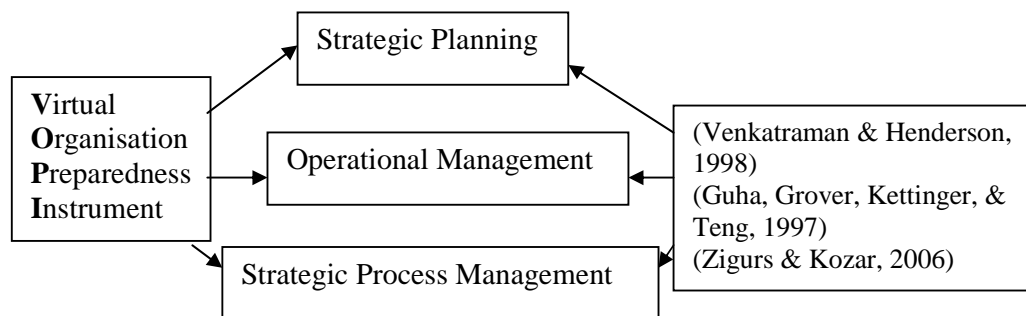 Strategic Planning
Virtual
Organisation
Preparedness
Instrument
Operational Management
Strategic Process Management
(Venkatraman & Henderson,
1998)
(Guha, Grover, Kettinger, &
Teng, 1997)
(Zigurs & Kozar, 2006)